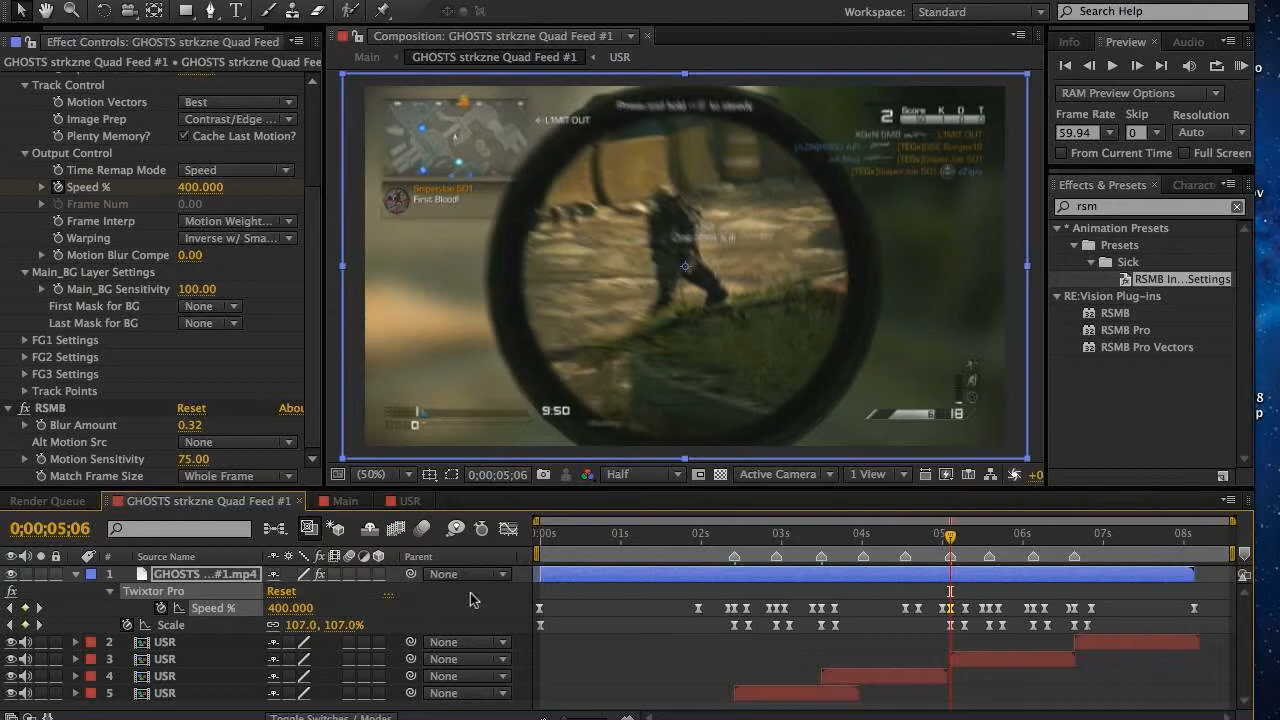 Workspace: Standard
Search Help
Effect Controls: GHOSTS strkzne Quad Feed
GHOSTS strkzne Quad Feed #1 • GHOSTS strkzne Quad Fee
Track Control
Motion Vectors Best
Image Prep Contrast/Edge ...
Plenty Memory? Cache Last Motion?
Output Control
Time Remap Mode Speed
Speed % 400.000
Frame Num 0.00
Frame Interp Motion Weight...
Warping Inverse w/ Sma...
Motion Blur Compe 0.00
Main_BG Layer Settings
Main_BG Sensitivity 100.00
First Mask for BG None
Last Mask for BG None
FG1 Settings
FG2 Settings
FG3 Settings
Track Points
fx RSMB Reset Abou
Blur Amount 0.32
Alt Motion Src None
Motion Sensitivity 75.00
Match Frame Size Whole Frame
Composition: GHOSTS strkzne Quad Feed #1
Main GHOSTS strkzne Quad Feed #1 USR
L1MIT OUT
SniperJoe SO1
First Blood!
2 Score K D T
XGeN BMB L1MIT OUT
9:50
18
(50%) 0;00;05;06 Half Active Camera 1 View +0
Info Preview Audio
RAM Preview Options
Frame Rate Skip Resolution
59.94 0 Auto
From Current Time Full Screen
Effects & Presets Charact
rsm
* Animation Presets
Presets
Sick
RSMB In...Settings
RE:Vision Plug-ins
RSMB
RSMB Pro
RSMB Pro Vectors
Render Queue GHOSTS strkzne Quad Feed #1 Main USR
0;00;05;06
:00s 01s 02s 03s 04s 05 06s 07s 08s
# Source Name fx Parent
1 GHOSTS ...#1.mp4 fx None
fx Twixtor Pro Reset ...
Speed % 400.000
Scale 107.0, 107.0%
2 USR None
3 USR None
4 USR None
5 USR None
Toggle Switches / Modes